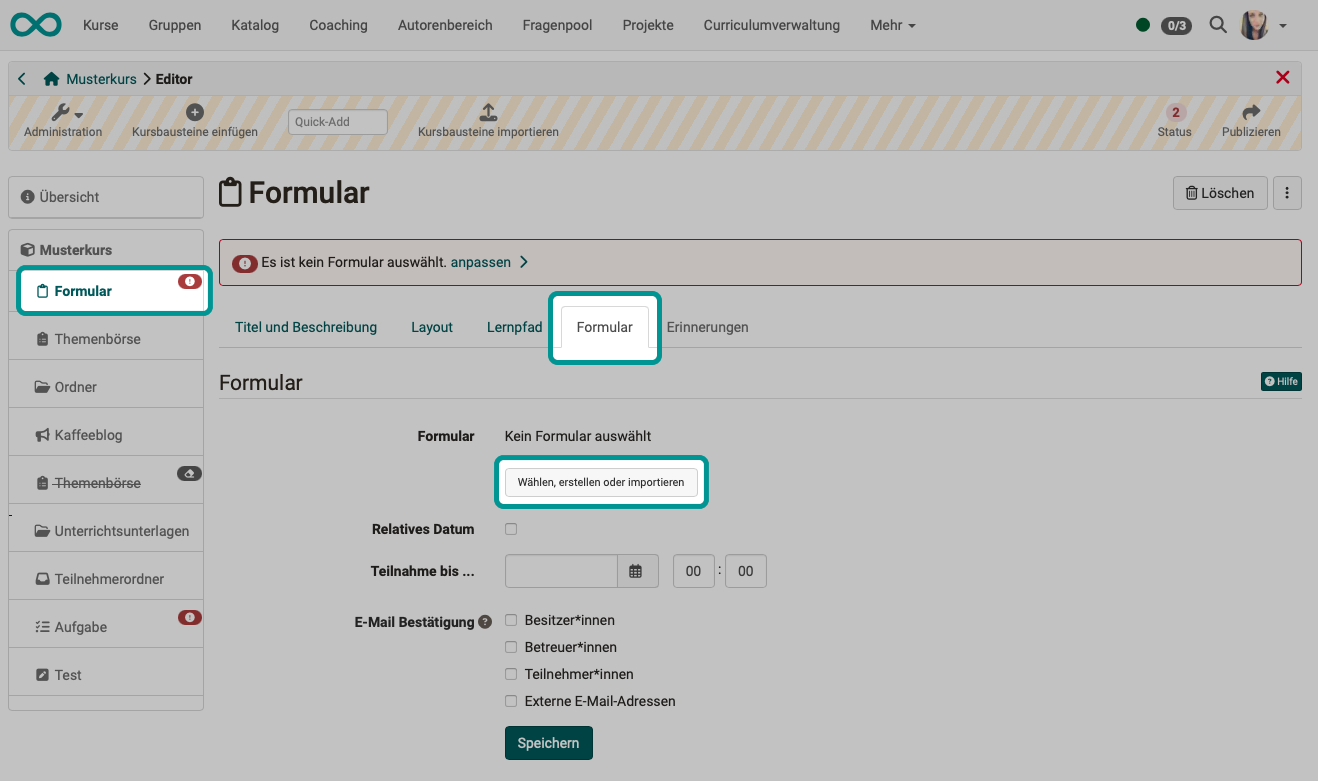 Kurse Gruppen Katalog Coaching Autorenbereich Fragenpool Projekte Curriculumverwaltung Mehr 0/3
Musterkurs Editor
Administration Kursbausteine einfügen Quick-Add Kursbausteine importieren 2 Status Publizieren
Übersicht
Musterkurs
Formular
Themenbörse
Ordner
Kaffeeblog
Themenbörse
Unterrichtsunterlagen
Teilnehmerordner
Aufgabe
Test
Formular
Löschen
Es ist kein Formular auswählt. anpassen
Titel und Beschreibung Layout Lernpfad Formular Erinnerungen
Formular
Hilfe
Formular Kein Formular auswählt
Wählen, erstellen oder importieren
Relatives Datum
Teilnahme bis ... 00 : 00
E-Mail Bestätigung Besitzer*innen
Betreuer*innen
Teilnehmer*innen
Externe E-Mail-Adressen
Speichern